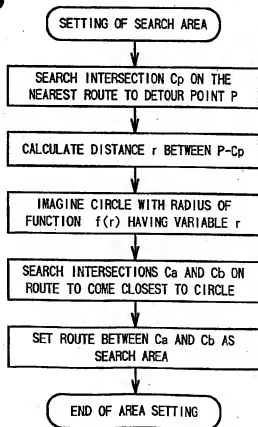 SETTING OF SEARCH AREA
SEARCH INTERSECTION Cp ON THE
NEAREST ROUTE TO DETOUR POINT P
CALCULATE DISTANCE r BETWEEN P-Cp
IMAGINE CIRCLE WITH RADIUS OF
FUNCTION f(r) HAVING VARIABLE r
SEARCH INTERSECTIONS Ca AND Cb ON
ROUTE TO COME CLOSEST TO CIRCLE
SET ROUTE BETWEEN Ca AND Cb AS
SEARCH AREA
END OF AREA SETTING